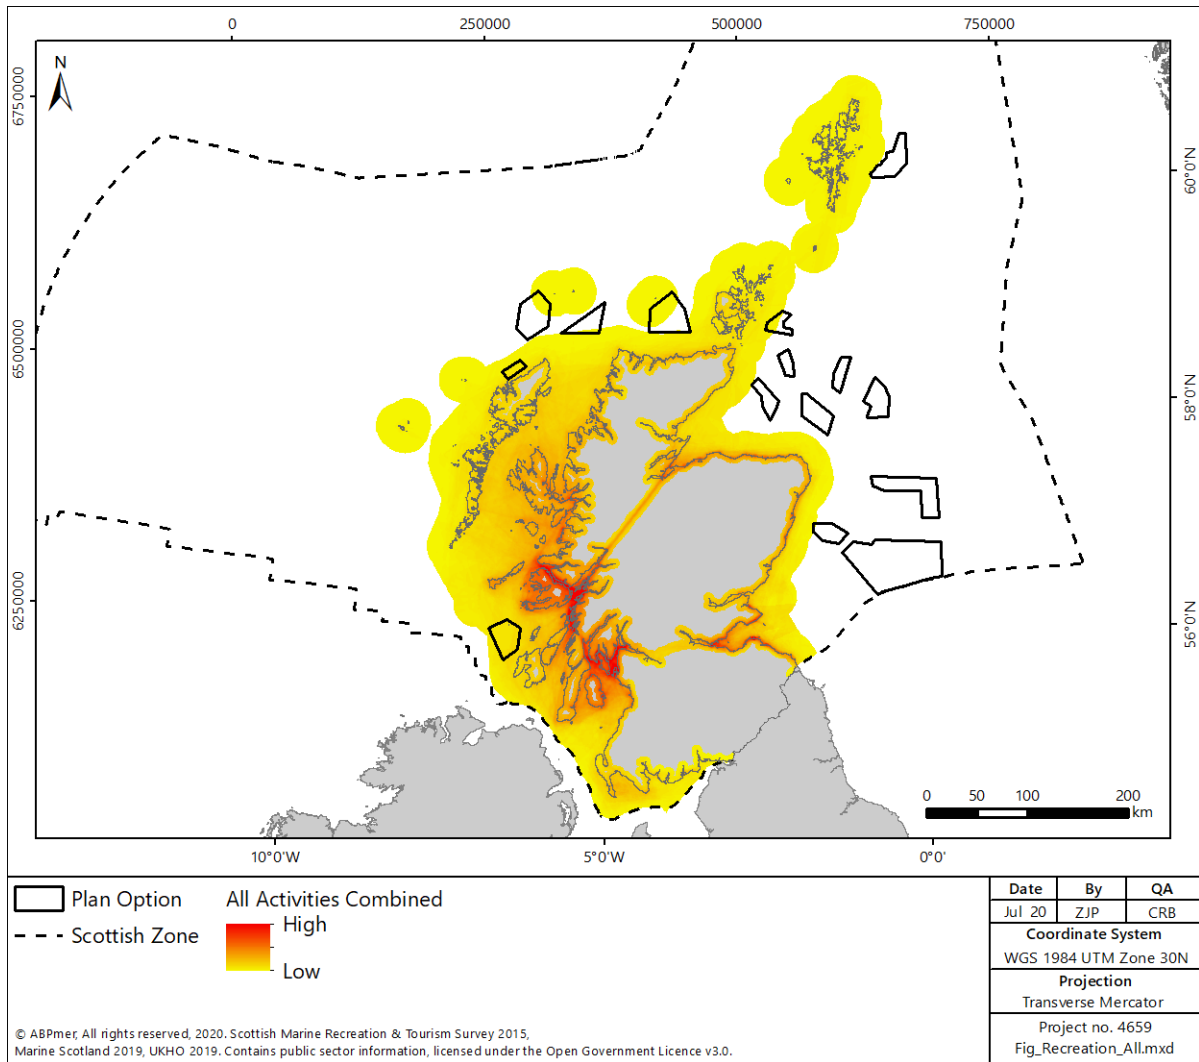 0 250000 500000 750000
N
6750000
6500000
6250000
60°0'N
58°0'N
56°0'N
0 50 100 200
km
10°0'W 5°0'W 0°0'
Plan Option
Scottish Zone
All Activities Combined
High
Low
Date By QA
Jul 20 ZJP CRB
Coordinate System
WGS 1984 UTM Zone 30N
Projection
Transverse Mercator
Project no. 4659
Fig_Recreation_All.mxd
© ABPmer, All rights reserved, 2020. Scottish Marine Recreation & Tourism Survey 2015,
Marine Scotland 2019, UKHO 2019. Contains public sector information, licensed under the Open Government Licence v3.0.